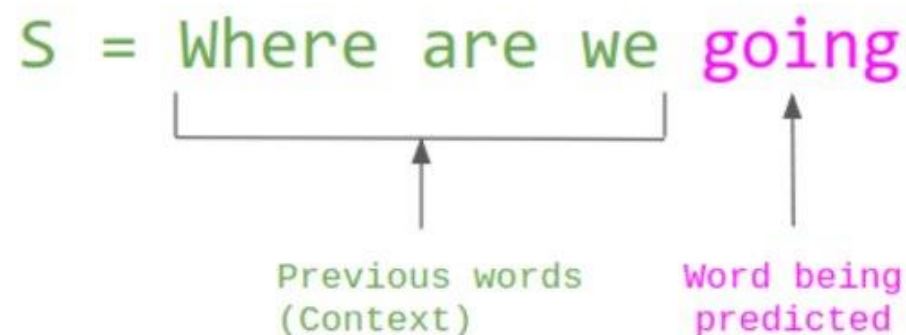 S = Where are we going
Previous words
(Context)
Word being
predicted